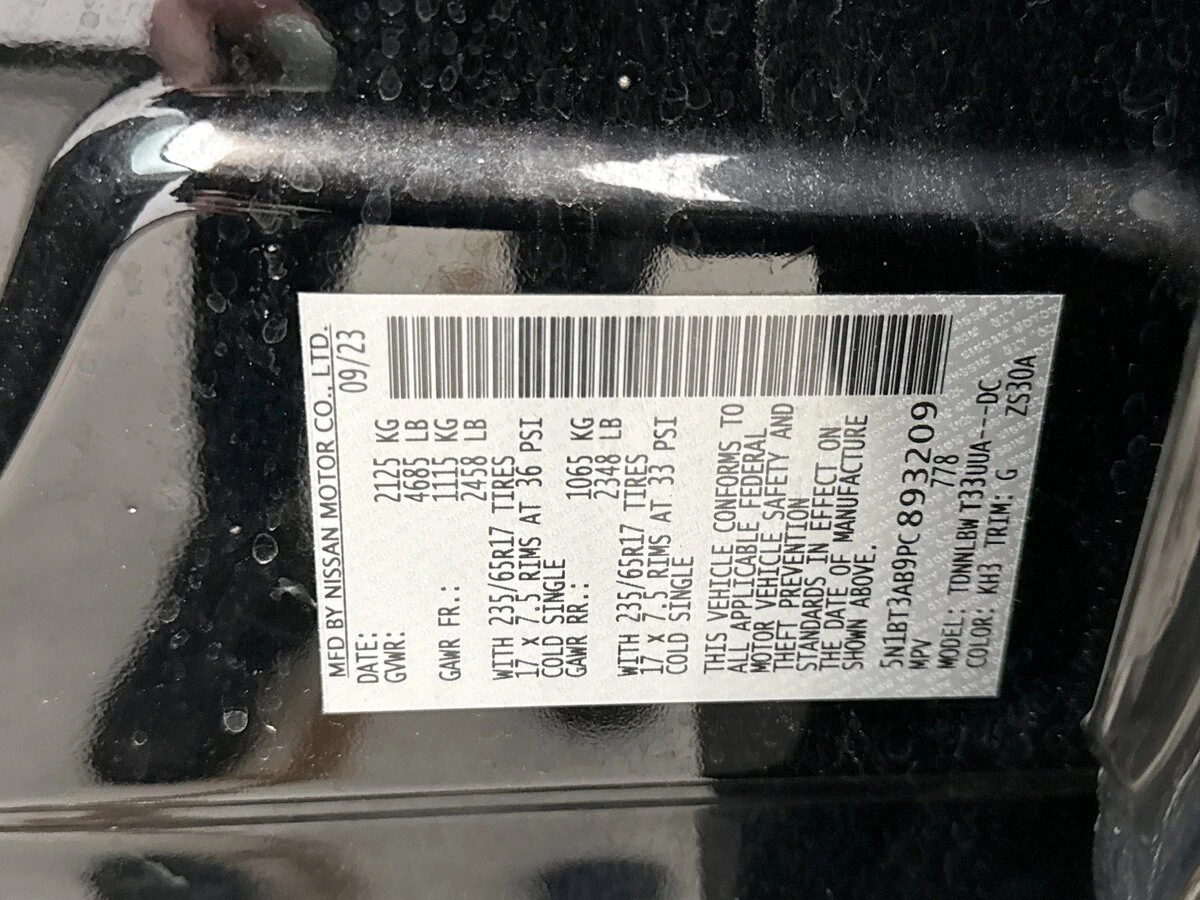 MFD BY NISSAN MOTOR CO., LTD.
DATE: 09/23
GVWR: 2125 KG
4685 LB
GAWR FR.: 1115 KG
2458 LB
WITH 235/65R17 TIRES
17 X 7.5 RIMS AT 36 PSI
COLD SINGLE
GAWR RR.: 1065 KG
2348 LB
WITH 235/65R17 TIRES
17 X 7.5 RIMS AT 33 PSI
COLD SINGLE
THIS VEHICLE CONFORMS TO
ALL APPLICABLE FEDERAL
MOTOR VEHICLE SAFETY AND
THEFT PREVENTION
STANDARDS IN EFFECT ON
THE DATE OF MANUFACTURE
SHOWN ABOVE.
5N1BT3AB9PC893209
MPV 778
MODEL: TDNNLBW T33UUA---DC
COLOR: KH3 TRIM: G ZS30A